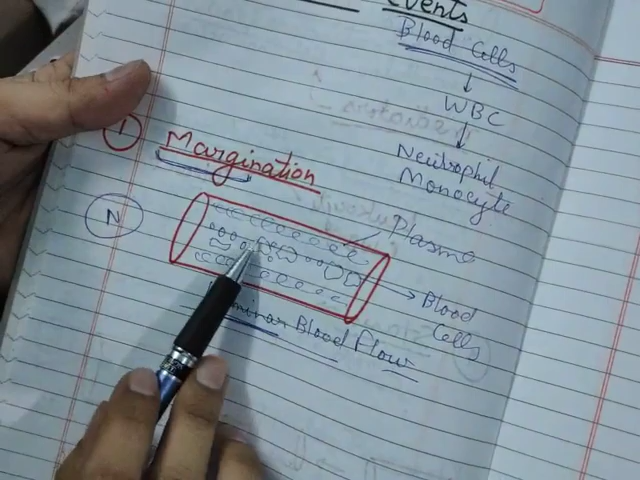 Events
Blood Cells
WBC
Neutrophil
Monocyte
1
Margination
N
Plasma
Blood
Cells
Blood Flow